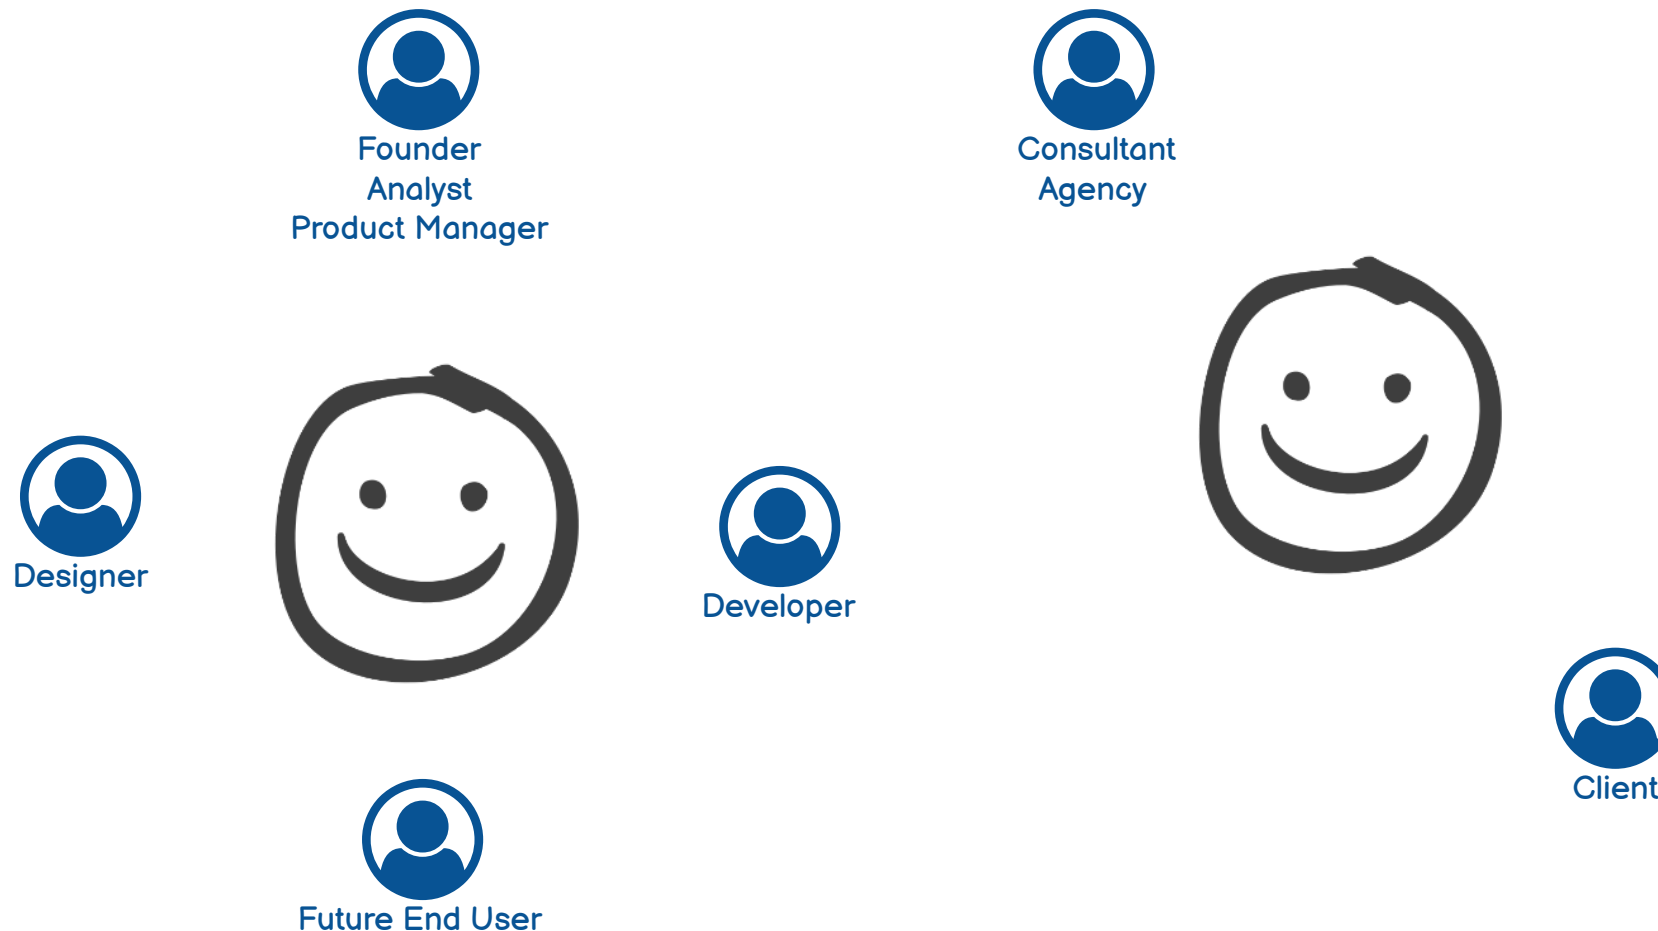 Founder
Analyst
Product Manager
Consultant
Agency
Designer
Developer
Client
Future End User